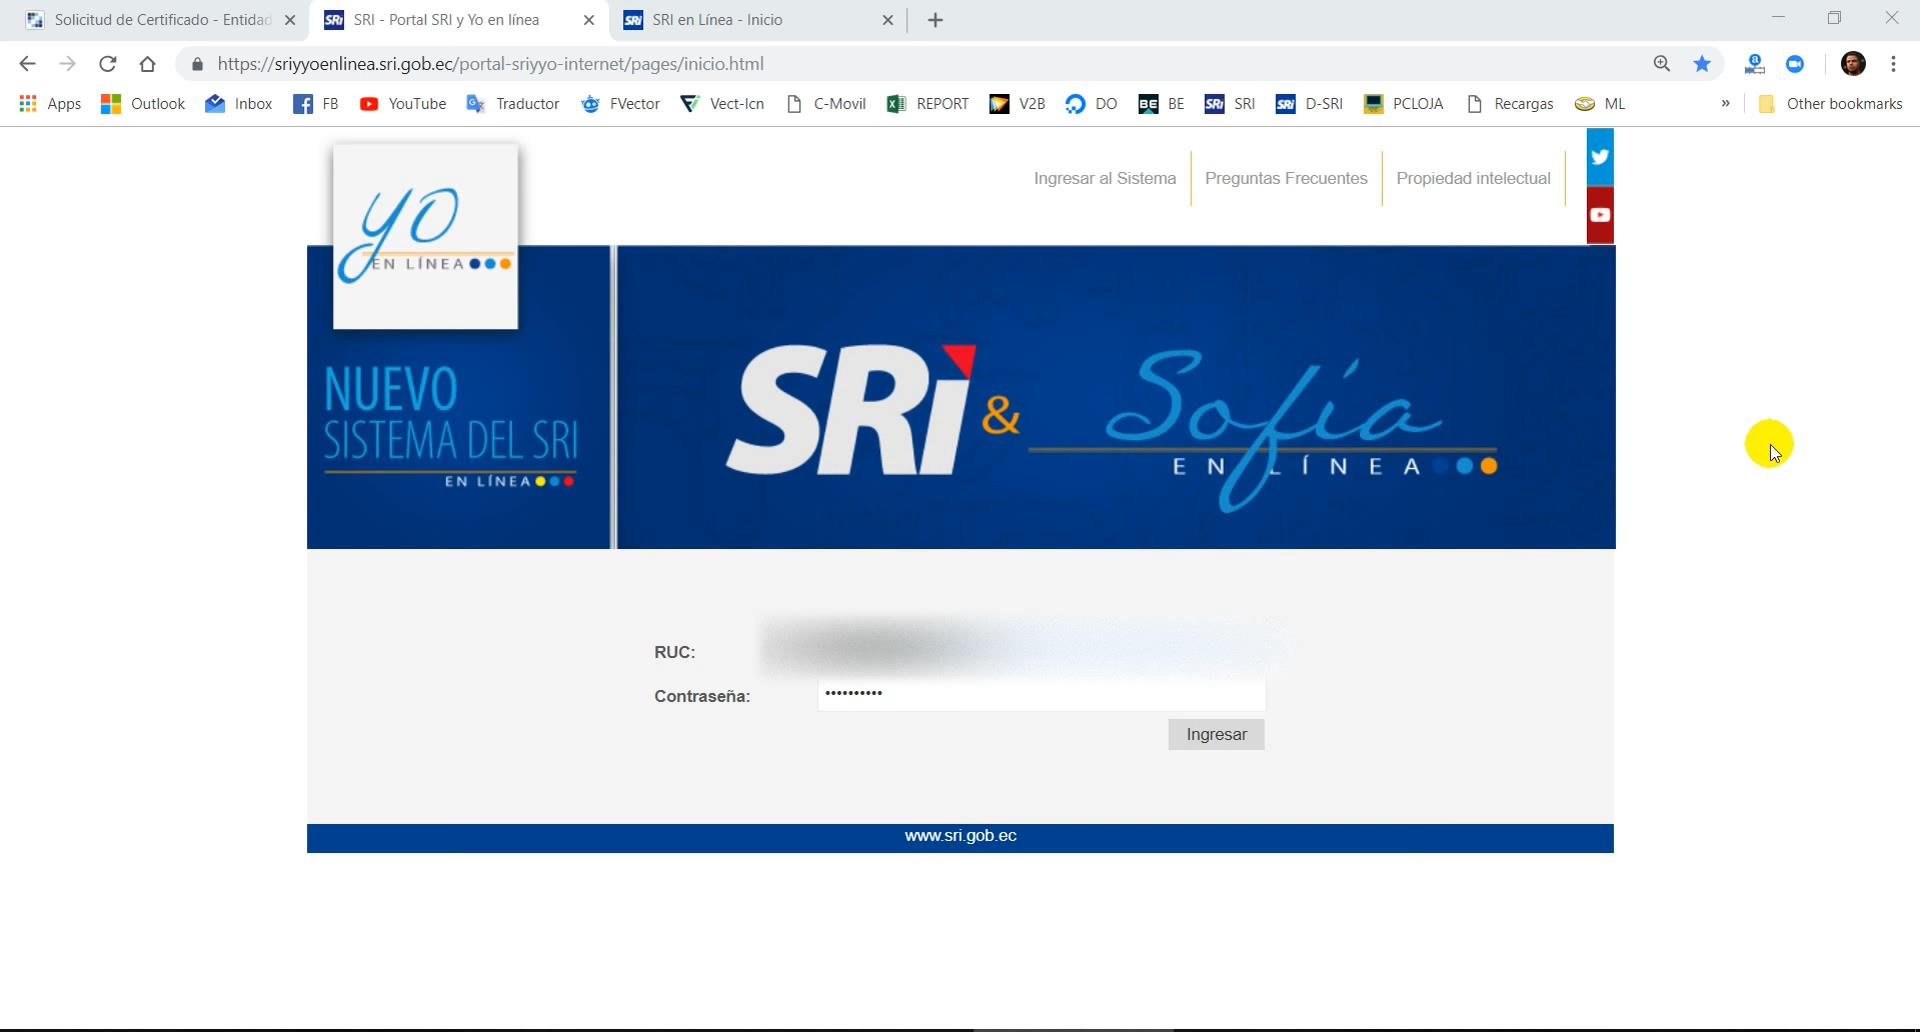 Solicitud de Certificado - Entidad
SRI - Portal SRI y Yo en línea
SRI en Línea - Inicio
https://sriyyoenlinea.sri.gob.ec/portal-sriyyo-internet/pages/inicio.html
Apps
Outlook
Inbox
FB
YouTube
Traductor
FVector
Vect-Icn
C-Movil
REPORT
V2B
DO
BE
SRI
D-SRI
PCLOJA
Recargas
ML
»
Other bookmarks
yo
EN LÍNEA
Ingresar al Sistema
Preguntas Frecuentes
Propiedad intelectual
NUEVO
SISTEMA DEL SRI
EN LÍNEA
SRi & Sofía
EN LÍNEA
RUC:
Contraseña: ••••••••••
Ingresar
www.sri.gob.ec